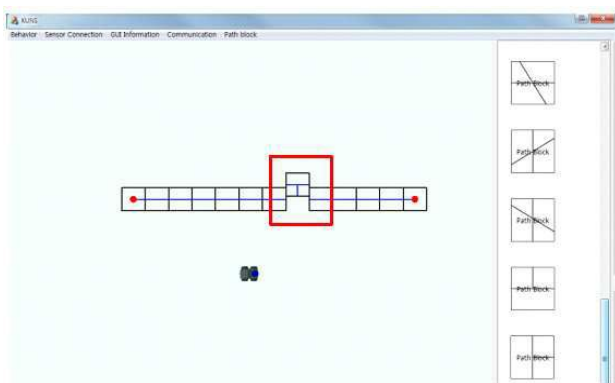 KUNS
Behavior Sensor Connection GUI Information Communication Path block
Path Block
Path Block
Path Block
Path Block
Path Block